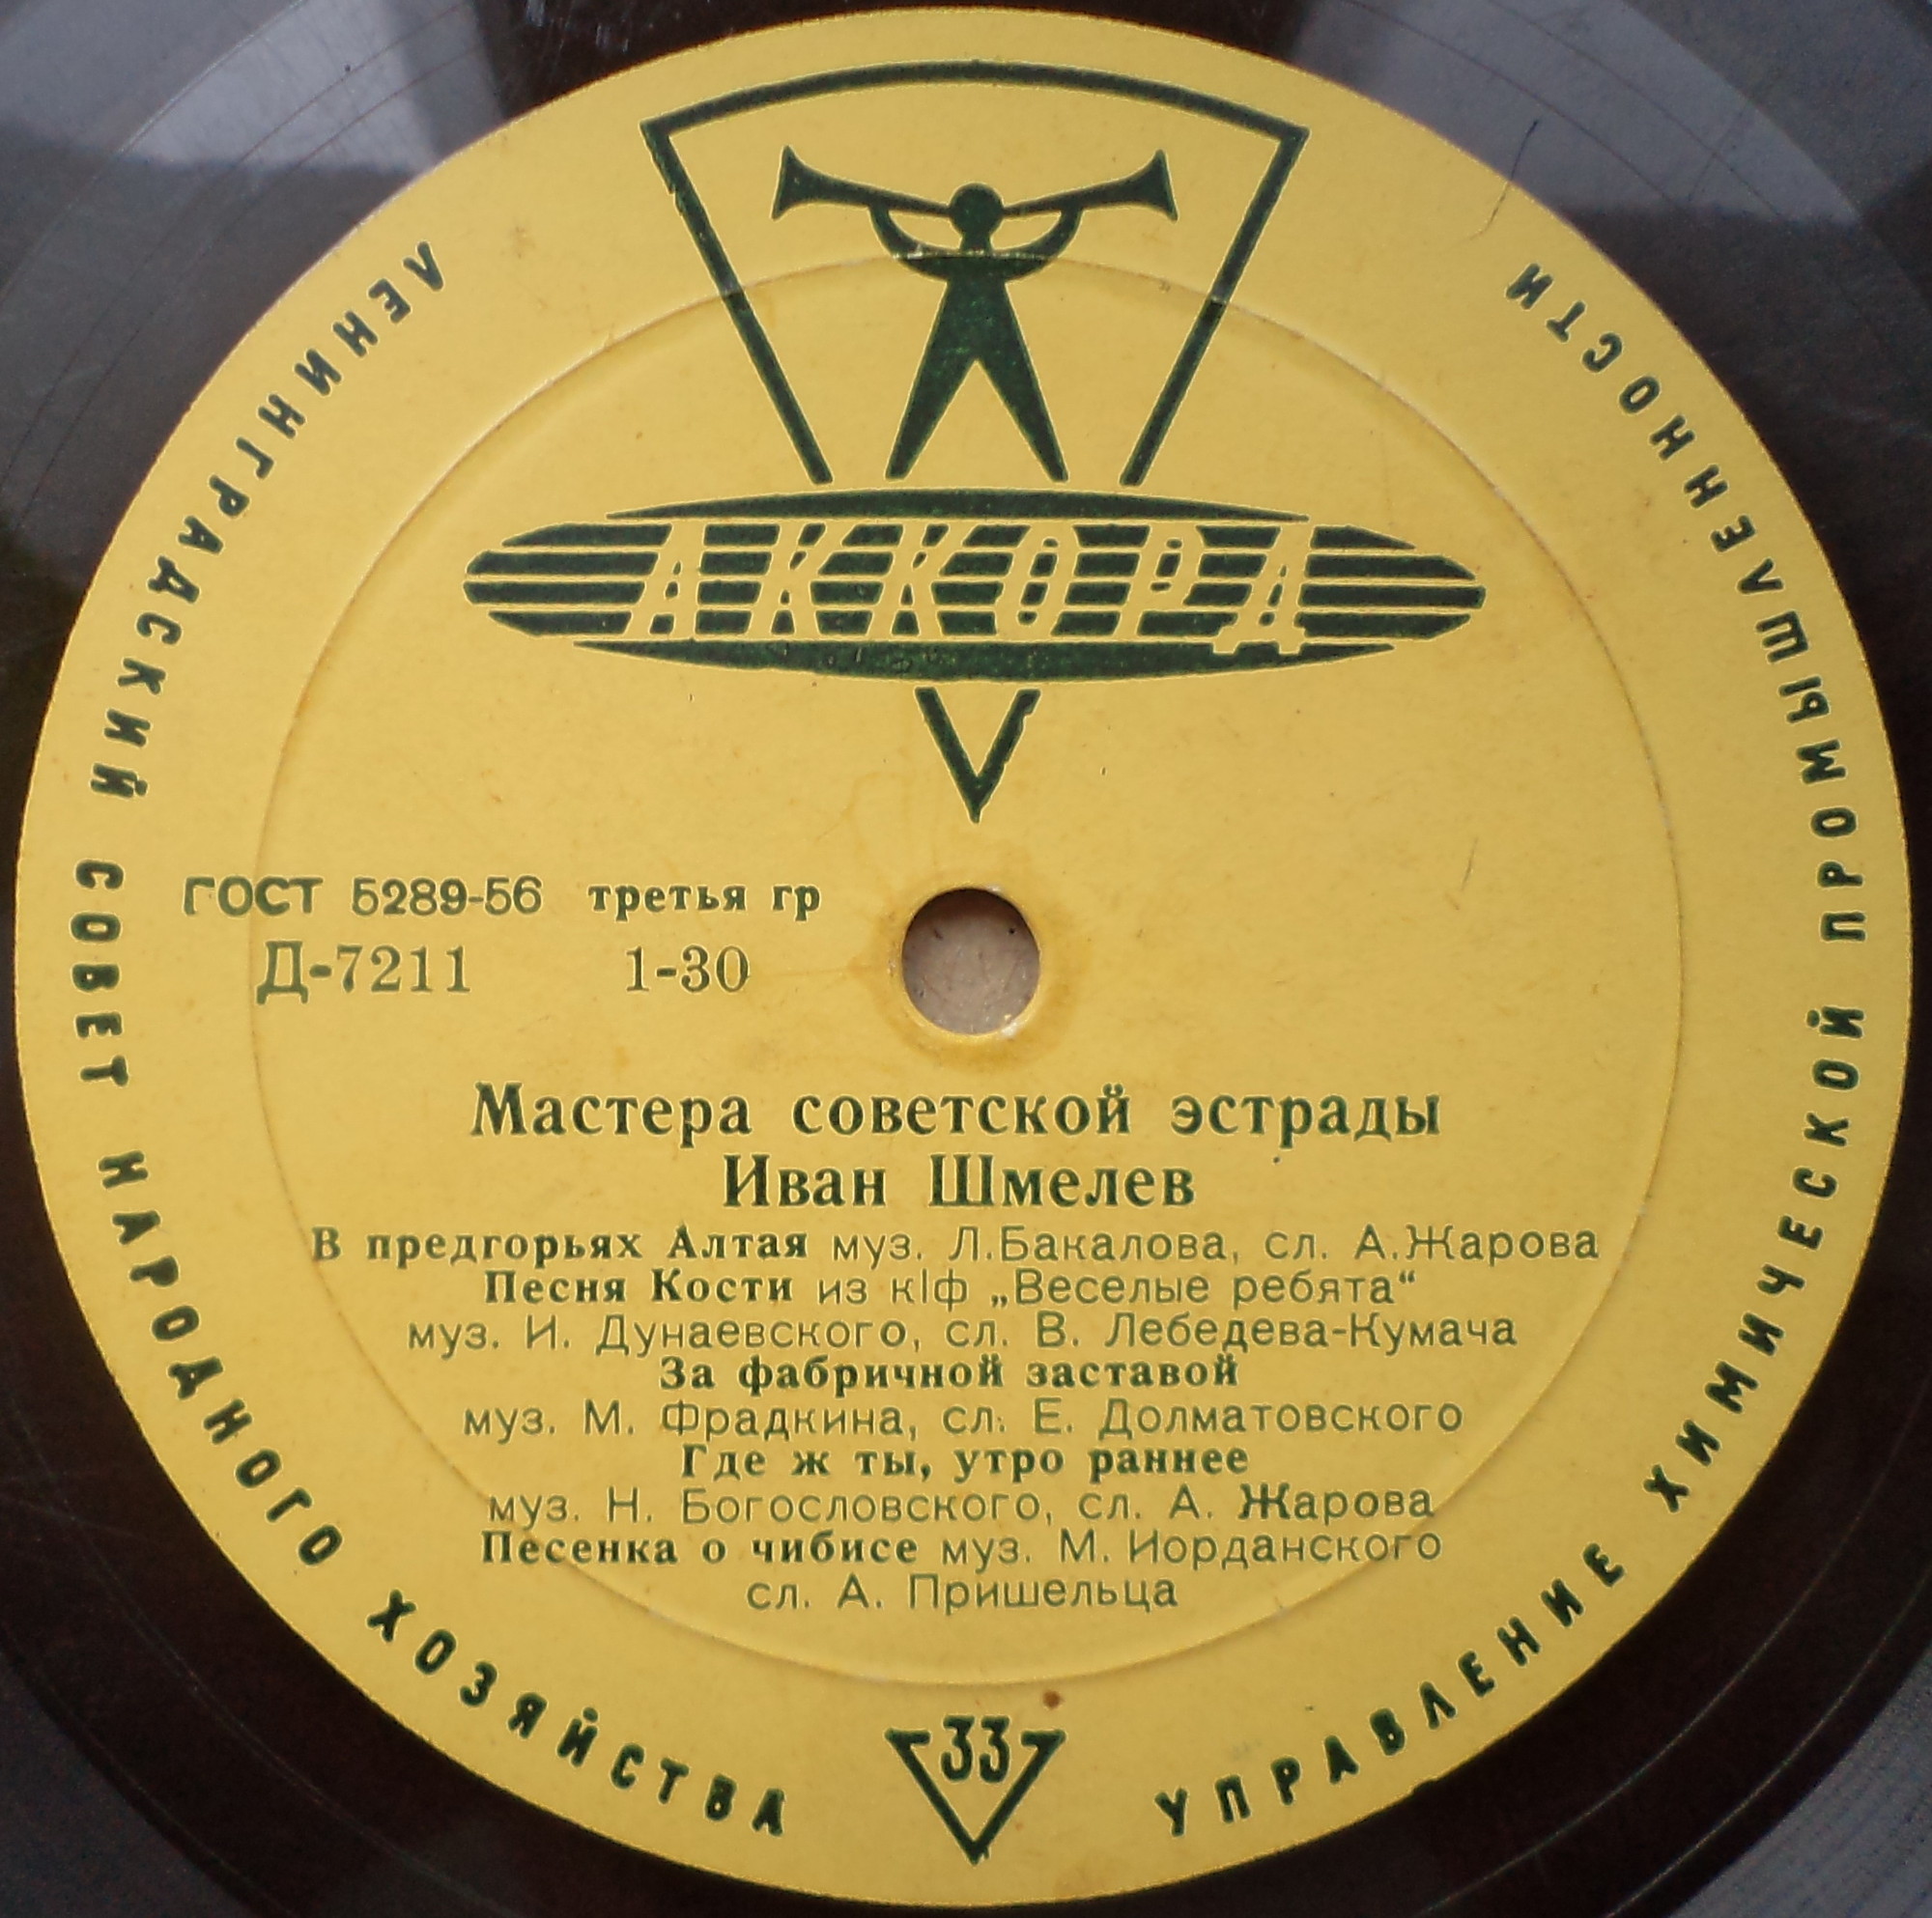 АККОРД
ЛЕНИНГРАДСКИЙ СОВЕТ НАРОДНОГО ХОЗЯЙСТВА
УПРАВЛЕНИЕ ХИМИЧЕСКОЙ ПРОМЫШЛЕННОСТИ
ГОСТ 5289-56 третья гр
Д-7211 1-30
Мастера советской эстрады
Иван Шмелев
В предгорьях Алтая муз. Л.Бакалова, сл. А.Жарова
Песня Кости из к/ф „Веселые ребята“
муз. И. Дунаевского, сл. В. Лебедева-Кумача
За фабричной заставой
муз. М. Фрадкина, сл. Е. Долматовского
Где ж ты, утро раннее
муз. Н. Богословского, сл. А. Жарова
Песенка о чибисе муз. М. Иорданского
сл. А. Пришельца
33